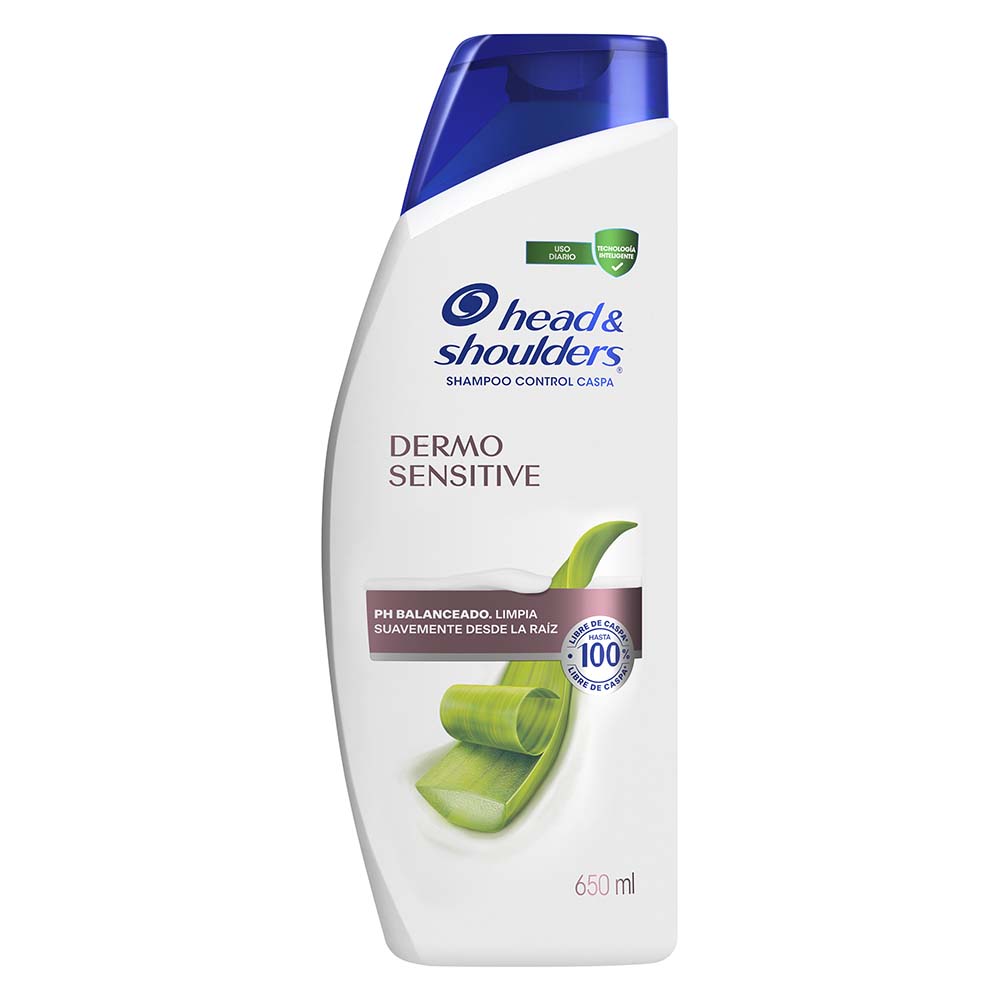 USO
DIARIO
TECNOLOGÍA
INTELIGENTE
head &
shoulders®
SHAMPOO CONTROL CASPA
DERMO
SENSITIVE
PH BALANCEADO. LIMPIA
SUAVEMENTE DESDE LA RAÍZ
LIBRE DE CASPA*
HASTA
100%
LIBRE DE CASPA*
650 ml